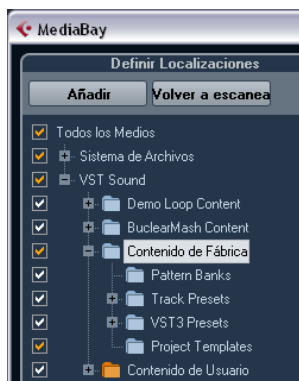 MediaBay
Definir Localizaciones
Añadir
Volver a escanea
Todos los Medios
Sistema de Archivos
VST Sound
Demo Loop Content
BuclearMash Content
Contenido de Fábrica
Pattern Banks
Track Presets
VST3 Presets
Project Templates
Contenido de Usuario